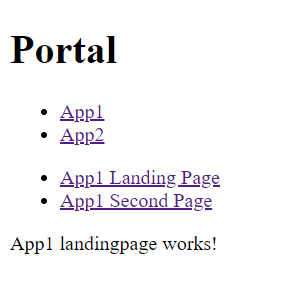 Portal
App1
App2
App1 Landing Page
App1 Second Page
App1 landingpage works!